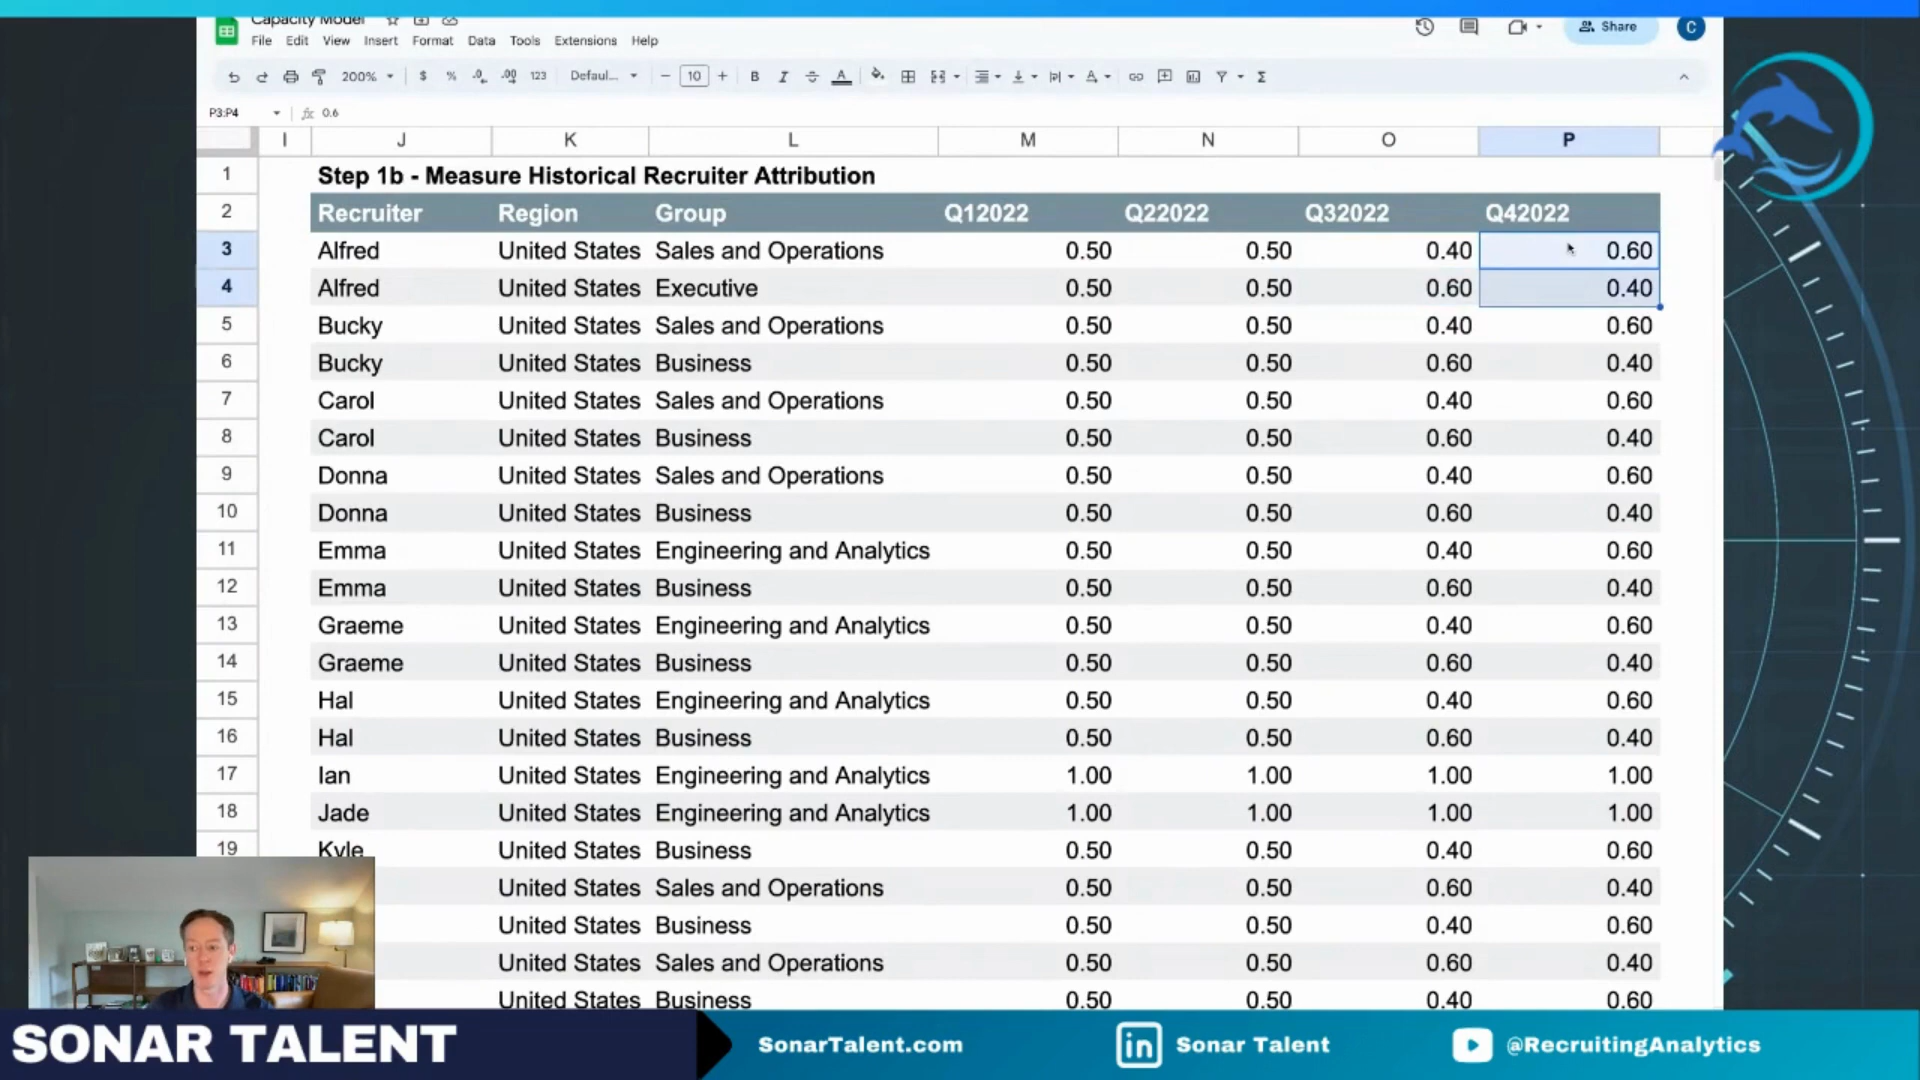 Capacity Model
File Edit View Insert Format Data Tools Extensions Help
Share
C
200% $ % .0 .00 123 Defaul... − 10 + B I A Σ
P3:P4 fx 0.6
I J K L M N O P
1 Step 1b - Measure Historical Recruiter Attribution
2 Recruiter Region Group Q12022 Q22022 Q32022 Q42022
3 Alfred United States Sales and Operations 0.50 0.50 0.40 0.60
4 Alfred United States Executive 0.50 0.50 0.60 0.40
5 Bucky United States Sales and Operations 0.50 0.50 0.40 0.60
6 Bucky United States Business 0.50 0.50 0.60 0.40
7 Carol United States Sales and Operations 0.50 0.50 0.40 0.60
8 Carol United States Business 0.50 0.50 0.60 0.40
9 Donna United States Sales and Operations 0.50 0.50 0.40 0.60
10 Donna United States Business 0.50 0.50 0.60 0.40
11 Emma United States Engineering and Analytics 0.50 0.50 0.40 0.60
12 Emma United States Business 0.50 0.50 0.60 0.40
13 Graeme United States Engineering and Analytics 0.50 0.50 0.40 0.60
14 Graeme United States Business 0.50 0.50 0.60 0.40
15 Hal United States Engineering and Analytics 0.50 0.50 0.40 0.60
16 Hal United States Business 0.50 0.50 0.60 0.40
17 Ian United States Engineering and Analytics 1.00 1.00 1.00 1.00
18 Jade United States Engineering and Analytics 1.00 1.00 1.00 1.00
19 Kyle United States Business 0.50 0.50 0.40 0.60
United States Sales and Operations 0.50 0.50 0.60 0.40
United States Business 0.50 0.50 0.40 0.60
United States Sales and Operations 0.50 0.50 0.60 0.40
United States Business 0.50 0.50 0.40 0.60
SONAR TALENT
SonarTalent.com
in Sonar Talent
@RecruitingAnalytics